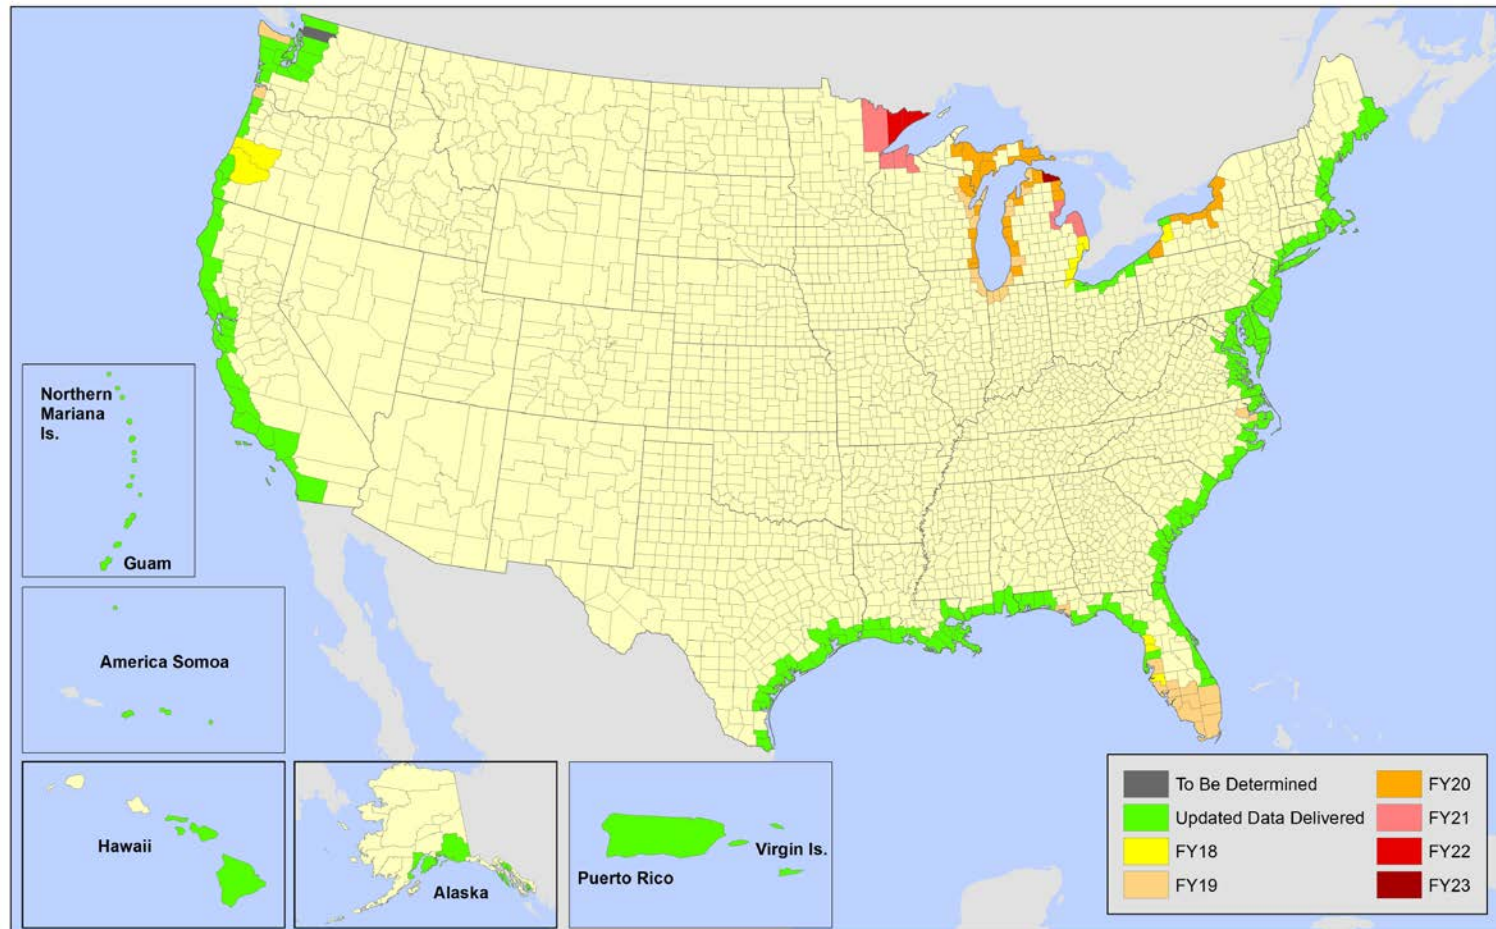 Northern
Mariana
Is.
Guam
America Somoa
Hawaii
Alaska
Virgin Is.
Puerto Rico
To Be Determined
Updated Data Delivered
FY18
FY19
FY20
FY21
FY22
FY23